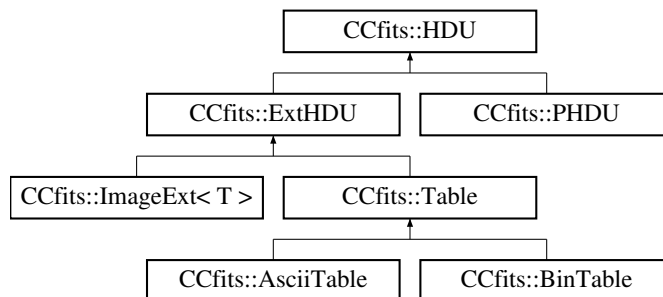 CCfits::HDU
CCfits::ExtHDU
CCfits::PHDU
CCfits::ImageExt< T >
CCfits::Table
CCfits::AsciiTable
CCfits::BinTable